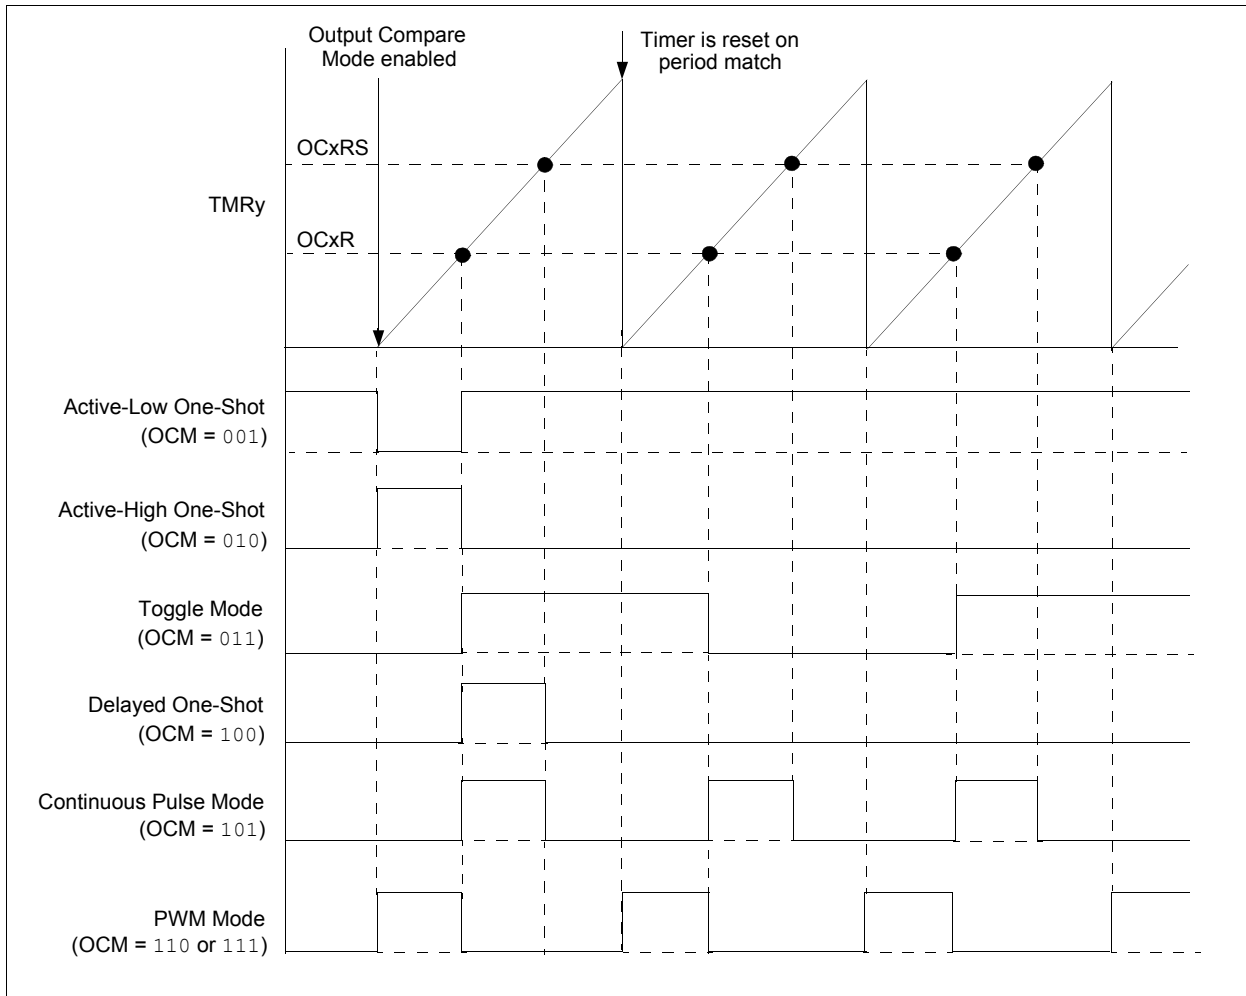 Output Compare
Mode enabled
Timer is reset on
period match
OCxRS
TMRy
OCxR
Active-Low One-Shot
(OCM = 001)
Active-High One-Shot
(OCM = 010)
Toggle Mode
(OCM = 011)
Delayed One-Shot
(OCM = 100)
Continuous Pulse Mode
(OCM = 101)
PWM Mode
(OCM = 110 or 111)